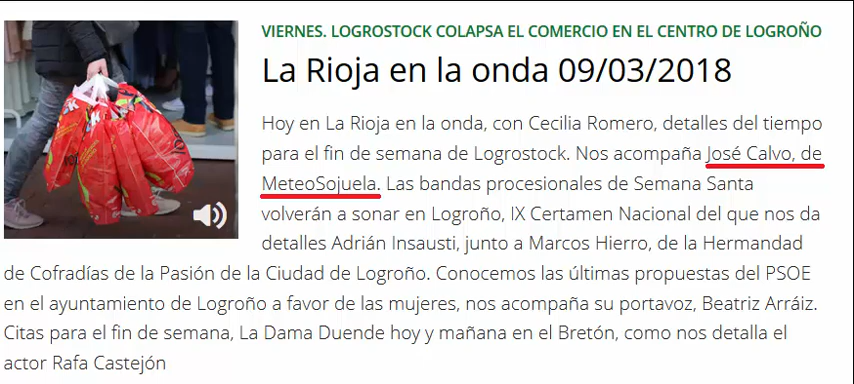 VIERNES. LOGROSTOCK COLAPSA EL COMERCIO EN EL CENTRO DE LOGROÑO
La Rioja en la onda 09/03/2018
Hoy en La Rioja en la onda, con Cecilia Romero, detalles del tiempo
para el fin de semana de Logrostock. Nos acompaña José Calvo, de
MeteoSojuela. Las bandas procesionales de Semana Santa
volverán a sonar en Logroño, IX Certamen Nacional del que nos da
detalles Adrián Insausti, junto a Marcos Hierro, de la Hermandad
de Cofradías de la Pasión de la Ciudad de Logroño. Conocemos las últimas propuestas del PSOE
en el ayuntamiento de Logroño a favor de las mujeres, nos acompaña su portavoz, Beatriz Arráiz.
Citas para el fin de semana, La Dama Duende hoy y mañana en el Bretón, como nos detalla el
actor Rafa Castejón